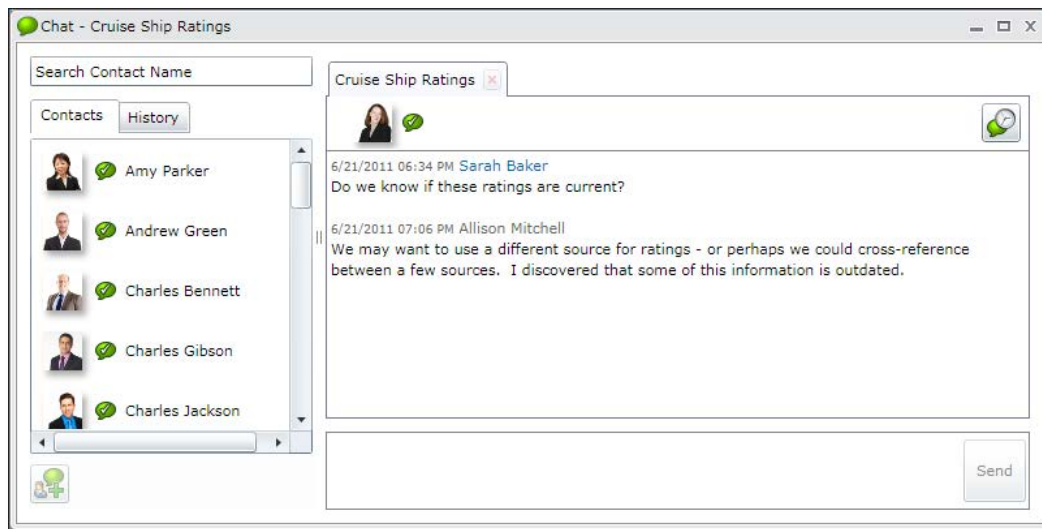 Chat - Cruise Ship Ratings
Search Contact Name
Contacts
History
Amy Parker
Andrew Green
Charles Bennett
Charles Gibson
Charles Jackson
Cruise Ship Ratings
6/21/2011 06:34 PM Sarah Baker
Do we know if these ratings are current?
6/21/2011 07:06 PM Allison Mitchell
We may want to use a different source for ratings - or perhaps we could cross-reference
between a few sources.  I discovered that some of this information is outdated.
Send